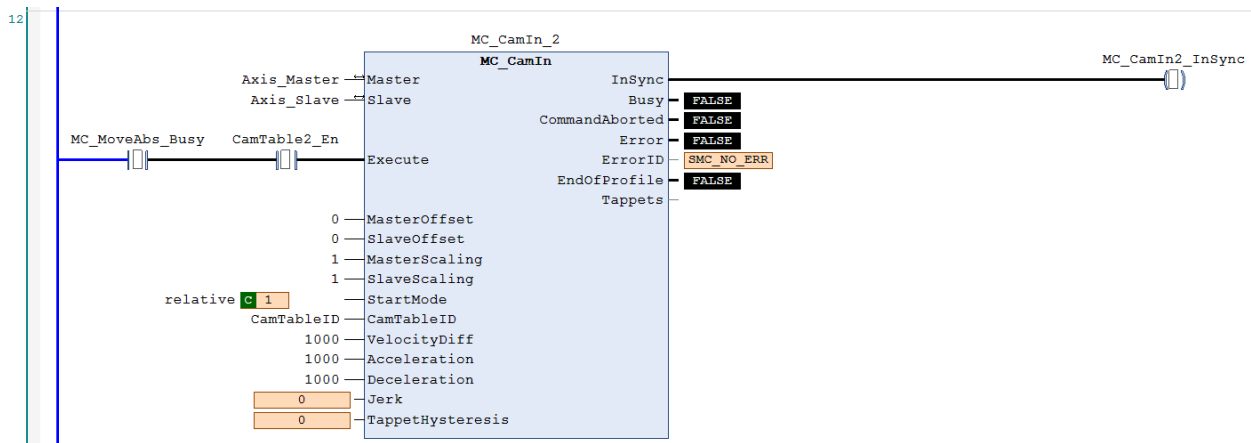 12
MC_CamIn_2
MC_CamIn
MC_CamIn2_InSync
Axis_Master Master InSync
Axis_Slave Slave Busy FALSE
CommandAborted FALSE
MC_MoveAbs_Busy CamTable2_En Error FALSE
Execute ErrorID SMC_NO_ERR
EndOfProfile FALSE
Tappets
0 MasterOffset
0 SlaveOffset
1 MasterScaling
1 SlaveScaling
relative C 1 StartMode
CamTableID CamTableID
1000 VelocityDiff
1000 Acceleration
1000 Deceleration
0 Jerk
0 TappetHysteresis